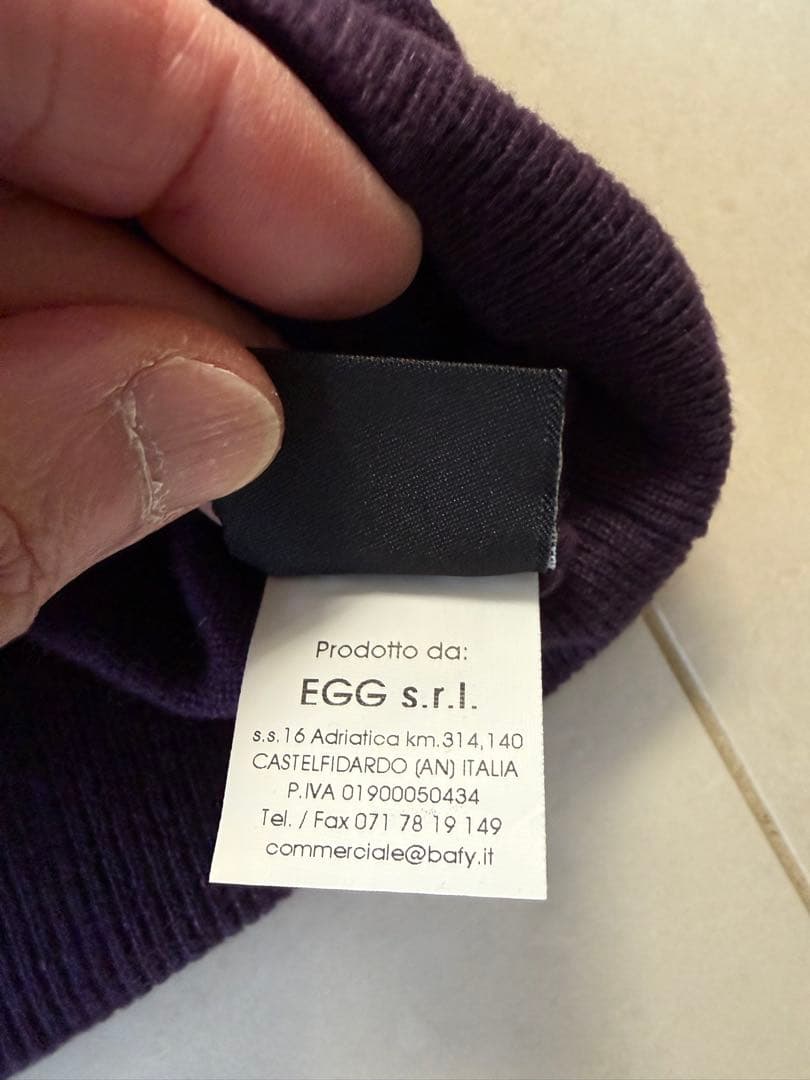 Prodotto da:
EGG s.r.l.
s.s.16 Adriatica km.314,140
CASTELFIDARDO (AN) ITALIA
P.IVA 01900050434
Tel. / Fax 071 78 19 149
commerciale@bafy.it